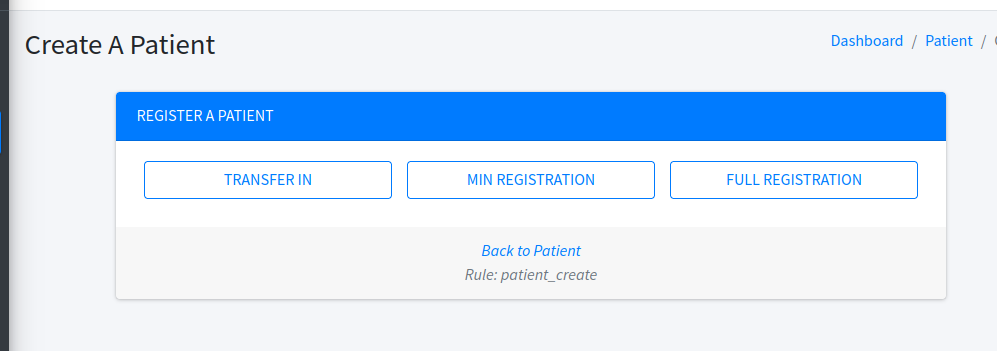 Create A Patient
Dashboard / Patient /
REGISTER A PATIENT
TRANSFER IN
MIN REGISTRATION
FULL REGISTRATION
Back to Patient
Rule: patient_create